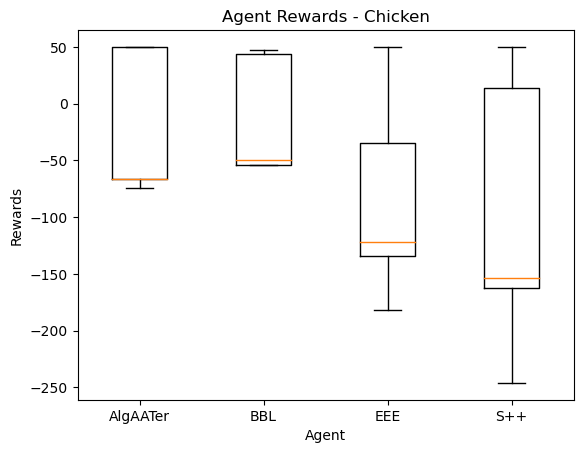 Agent Rewards - Chicken
50
0
−50
−100
−150
−200
−250
Rewards
AlgAATer BBL EEE S++
Agent